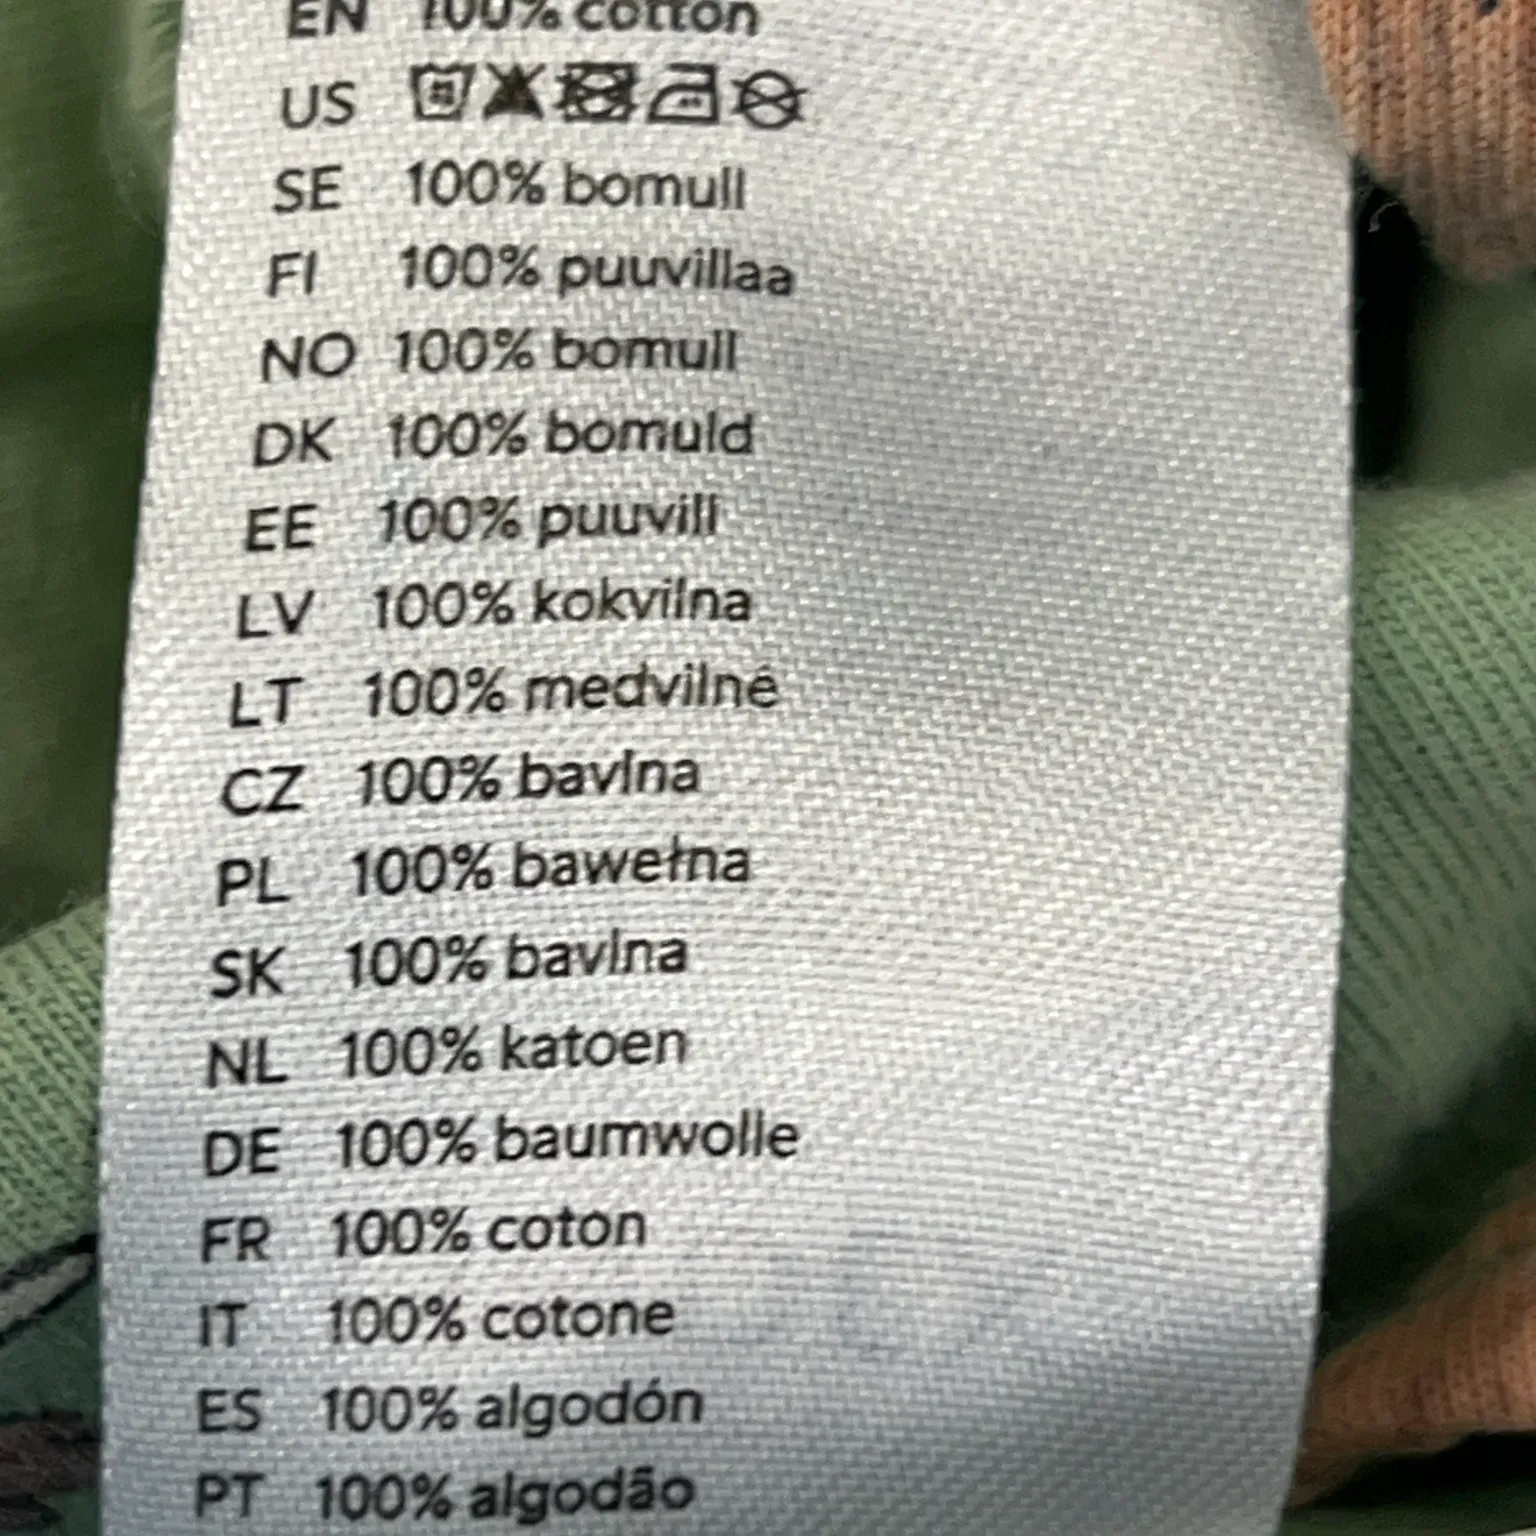 EN 100% cotton
US
SE 100% bomull
FI 100% puuvillaa
NO 100% bomull
DK 100% bomuld
EE 100% puuvill
LV 100% kokvilna
LT 100% medvilnė
CZ 100% bavlna
PL 100% bawełna
SK 100% bavlna
NL 100% katoen
DE 100% baumwolle
FR 100% coton
IT 100% cotone
ES 100% algodón
PT 100% algodão